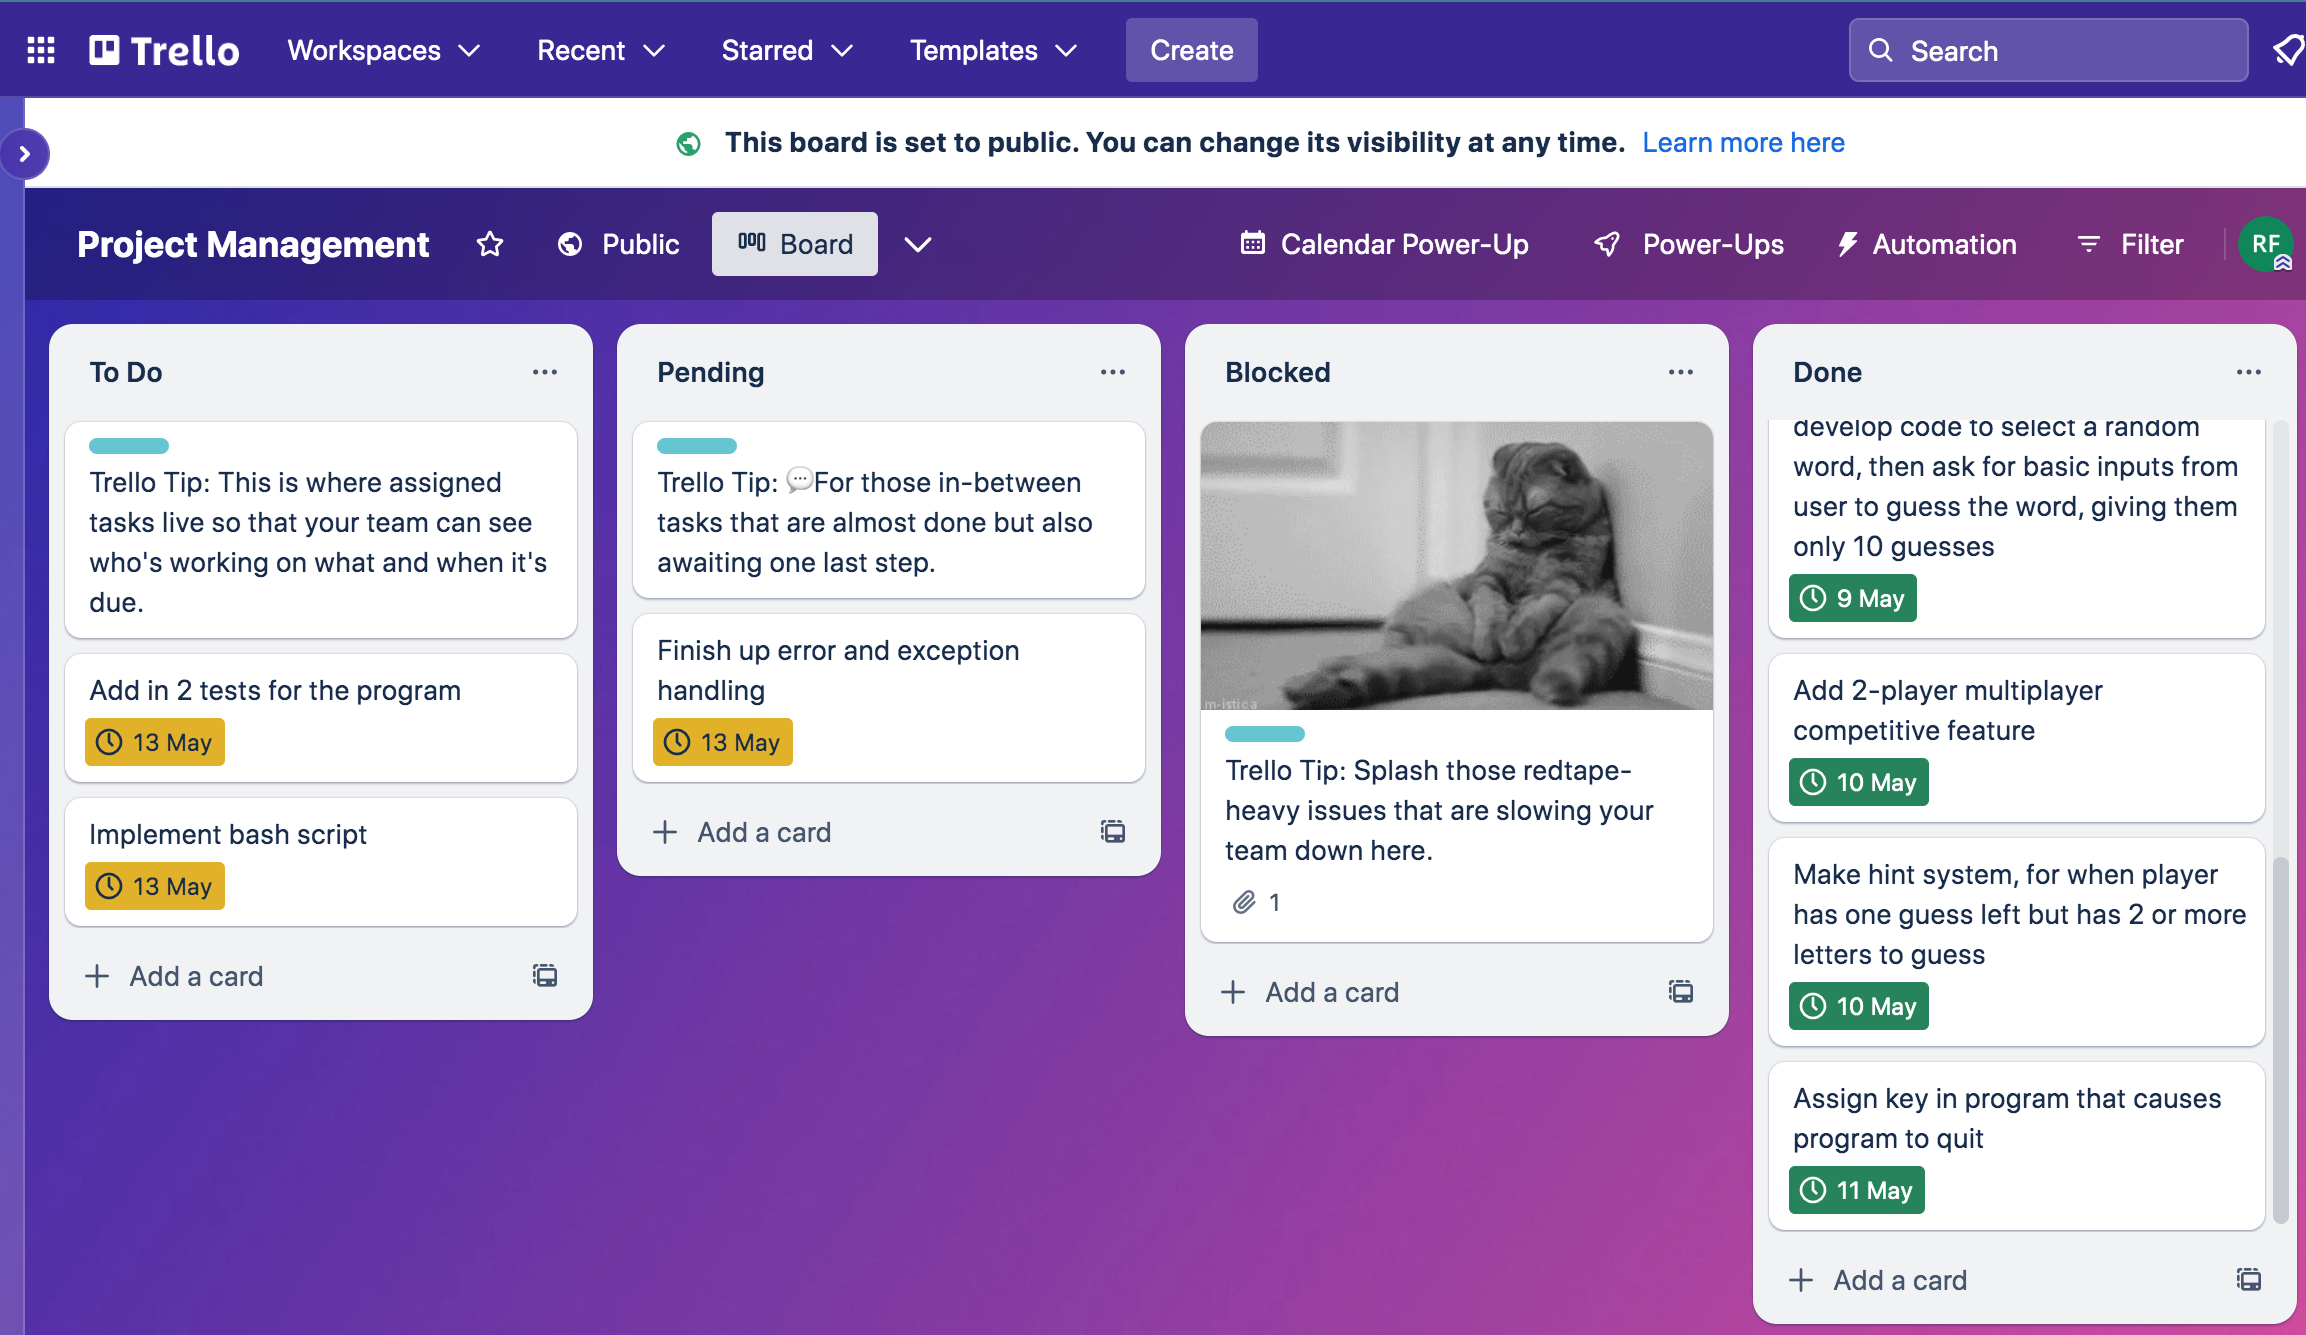 Trello
Workspaces
Recent
Starred
Templates
Create
Search
This board is set to public. You can change its visibility at any time. Learn more here
Project Management
Public
Board
Calendar Power-Up
Power-Ups
Automation
Filter
RF
To Do
Trello Tip: This is where assigned
tasks live so that your team can see
who's working on what and when it's
due.
Add in 2 tests for the program
13 May
Implement bash script
13 May
Add a card
Pending
Trello Tip: 💬For those in-between
tasks that are almost done but also
awaiting one last step.
Finish up error and exception
handling
13 May
Add a card
Blocked
m-istica
Trello Tip: Splash those redtape-
heavy issues that are slowing your
team down here.
1
Add a card
Done
develop code to select a random
word, then ask for basic inputs from
user to guess the word, giving them
only 10 guesses
9 May
Add 2-player multiplayer
competitive feature
10 May
Make hint system, for when player
has one guess left but has 2 or more
letters to guess
10 May
Assign key in program that causes
program to quit
11 May
Add a card